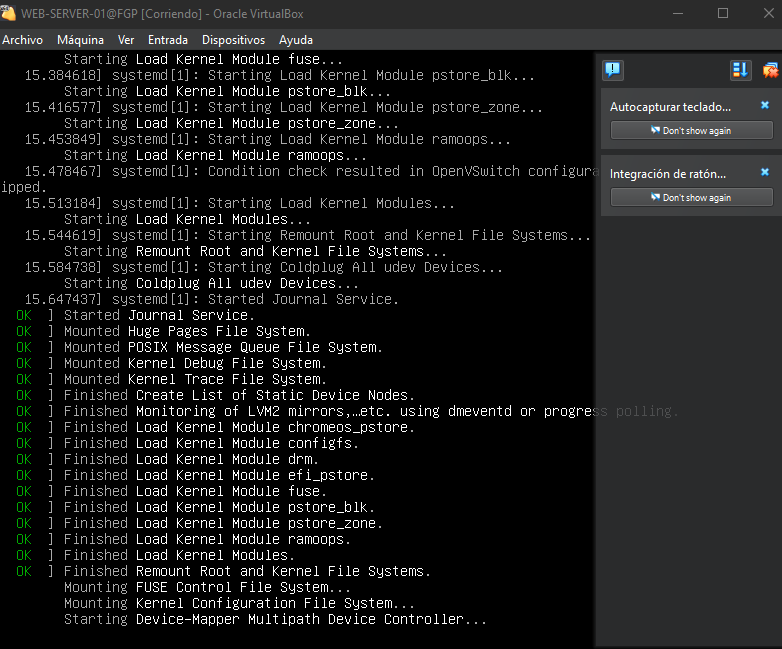 WEB-SERVER-01@FGP [Corriendo] - Oracle VirtualBox
Archivo Máquina Ver Entrada Dispositivos Ayuda
Starting Load Kernel Module fuse...
15.384618] systemd[1]: Starting Load Kernel Module pstore_blk...
Starting Load Kernel Module pstore_blk...
15.416577] systemd[1]: Starting Load Kernel Module pstore_zone...
Starting Load Kernel Module pstore_zone...
15.453849] systemd[1]: Starting Load Kernel Module ramoops...
Starting Load Kernel Module ramoops...
15.478467] systemd[1]: Condition check resulted in OpenVSwitch configura
ipped.
15.513184] systemd[1]: Starting Load Kernel Modules...
Starting Load Kernel Modules...
15.544619] systemd[1]: Starting Remount Root and Kernel File Systems...
Starting Remount Root and Kernel File Systems...
15.584738] systemd[1]: Starting Coldplug All udev Devices...
Starting Coldplug All udev Devices...
15.647437] systemd[1]: Started Journal Service.
OK ] Started Journal Service.
OK ] Mounted Huge Pages File System.
OK ] Mounted POSIX Message Queue File System.
OK ] Mounted Kernel Debug File System.
OK ] Mounted Kernel Trace File System.
OK ] Finished Create List of Static Device Nodes.
OK ] Finished Monitoring of LVM2 mirrors,…etc. using dmeventd or progress polling.
OK ] Finished Load Kernel Module chromeos_pstore.
OK ] Finished Load Kernel Module configfs.
OK ] Finished Load Kernel Module drm.
OK ] Finished Load Kernel Module efi_pstore.
OK ] Finished Load Kernel Module fuse.
OK ] Finished Load Kernel Module pstore_blk.
OK ] Finished Load Kernel Module pstore_zone.
OK ] Finished Load Kernel Module ramoops.
OK ] Finished Load Kernel Modules.
OK ] Finished Remount Root and Kernel File Systems.
Mounting FUSE Control File System...
Mounting Kernel Configuration File System...
Starting Device-Mapper Multipath Device Controller...
Autocapturar teclado...
Don't show again
Integración de ratón...
Don't show again